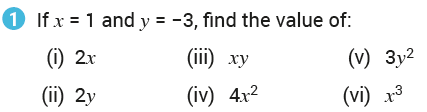 1 If x = 1 and y = −3, find the value of:
(i) 2x (iii) xy (v) 3y²
(ii) 2y (iv) 4x² (vi) x³